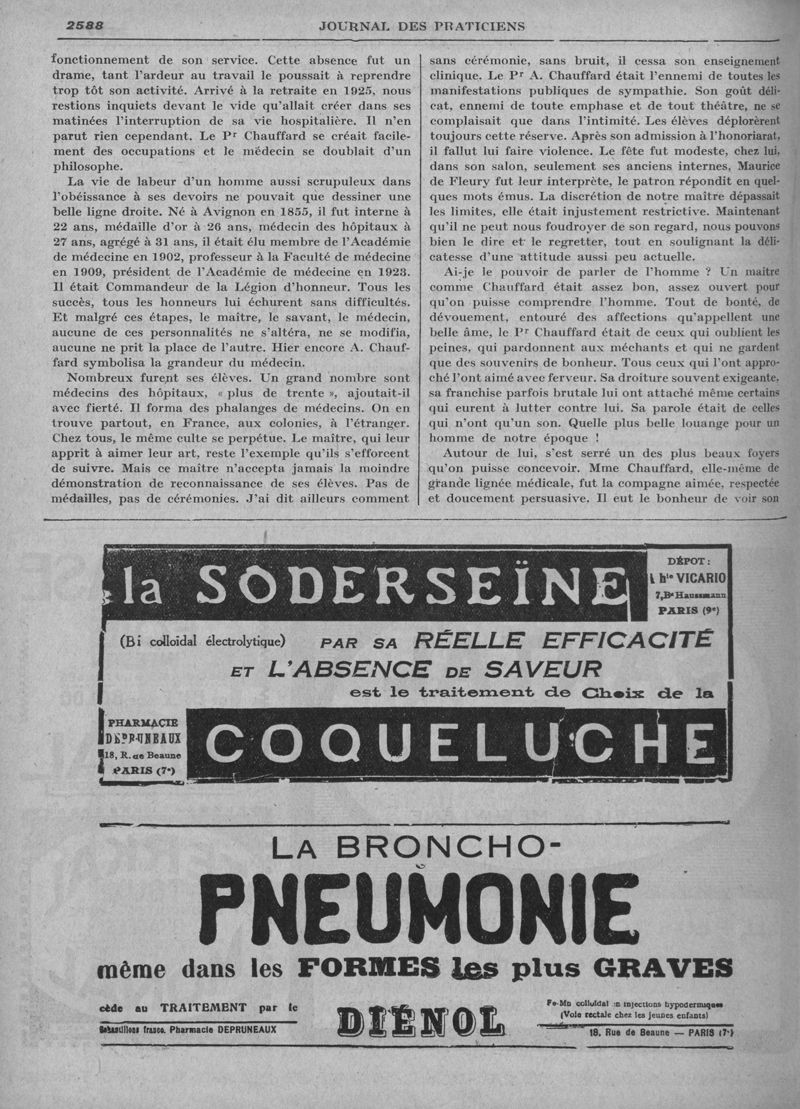 2588
JOURNAL DES PRATICIENS
fonctionnement de son service. Cette absence fut un
drame, tant l'ardeur au travail le poussait à reprendre
trop tôt son activité. Arrivé à la retraite en 1925, nous
restions inquiets devant le vide qu'allait créer dans ses
matinées l'interruption de sa vie hospitalière. Il n'en
parut rien cependant. Le Pr Chauffard se créait facile-
ment des occupations et le médecin se doublait d'un
philosophe.
La vie de labeur d'un homme aussi scrupuleux dans
l'obéissance à ses devoirs ne pouvait que dessiner une
belle ligne droite. Né à Avignon en 1855, il fut interne à
22 ans, médaille d'or à 26 ans, médecin des hôpitaux à
27 ans, agrégé à 31 ans, il était élu membre de l'Académie
de médecine en 1902, professeur à la Faculté de médecine
en 1909, président de l'Académie de médecine en 1923.
Il était Commandeur de la Légion d'honneur. Tous les
succès, tous les honneurs lui échurent sans difficultés.
Et malgré ces étapes, le maître, le savant, le médecin,
aucune de ces personnalités ne s'altéra, ne se modifia,
aucune ne prit la place de l'autre. Hier encore A. Chauf-
fard symbolisa la grandeur du médecin.
Nombreux furent ses élèves. Un grand nombre sont
médecins des hôpitaux, « plus de trente », ajoutait-il
avec fierté. Il forma des phalanges de médecins. On en
trouve partout, en France, aux colonies, à l'étranger.
Chez tous, le même culte se perpétue. Le maître, qui leur
apprit à aimer leur art, reste l'exemple qu'ils s'efforcent
de suivre. Mais ce maître n'accepta jamais la moindre
démonstration de reconnaissance de ses élèves. Pas de
médailles, pas de cérémonies. J'ai dit ailleurs comment
sans cérémonie, sans bruit, il cessa son enseignement
clinique. Le Pr A. Chauffard était l'ennemi de toutes les
manifestations publiques de sympathie. Son goût déli-
cat, ennemi de toute emphase et de tout théâtre, ne se
complaisait que dans l'intimité. Les élèves déplorèrent
toujours cette réserve. Après son admission à l'honoriat,
il fallut lui faire violence. Le fête fut modeste, chez lui,
dans son salon, seulement ses anciens internes, Maurice
de Fleury fut leur interprète, le patron répondit en quel-
ques mots émus. La discrétion de notre maître dépassait
les limites, elle était injustement restrictive. Maintenant
qu'il ne peut nous foudroyer de son regard, nous pouvons
bien le dire et le regretter, tout en soulignant la déli-
catesse d'une attitude aussi peu actuelle.
Ai-je le pouvoir de parler de l'homme ? Un maître
comme Chauffard était assez bon, assez ouvert pour
qu'on puisse comprendre l'homme. Tout de bonté, de
dévouement, entouré des affections qu'appellent une
belle âme, le Pr Chauffard était de ceux qui oublient les
peines, qui pardonnent aux méchants et qui ne gardent
que des souvenirs de bonheur. Tous ceux qui l'ont appro-
ché l'ont aimé avec ferveur. Sa droiture souvent exigeante,
sa franchise parfois brutale lui ont attaché même certains
qui eurent à lutter contre lui. Sa parole était de celles
qui n'ont qu'un son. Quelle plus belle louange pour un
homme de notre époque !
Autour de lui, s'est serré un des plus beaux foyers
qu'on puisse concevoir. Mme Chauffard, elle-même de
grande lignée médicale, fut la compagne aimée, respectée
et doucement persuasive. Il eut le bonheur de voir son
la SODERSEÏNE
DÉPOT :
hie VICARIO
7, Bd Haussmann
PARIS (9e)
(Bi colloïdal électrolytique) PAR SA RÉELLE EFFICACITÉ
ET L'ABSENCE DE SAVEUR
est le traitement de Choix de la
PHARMACIE
DEPRUNEAUX
18, R. de Beaune
PARIS (7e)
COQUELUCHE
LA BRONCHO-
PNEUMONIE
même dans les FORMES les plus GRAVES
cède au TRAITEMENT par le
Echantillons franco. Pharmacie DEPRUNEAUX
DIÉNOL
Fe-Mn colloïdal en injections hypodermiques
(Voie rectale chez les jeunes enfants)
18, Rue de Beaune — PARIS (7e)